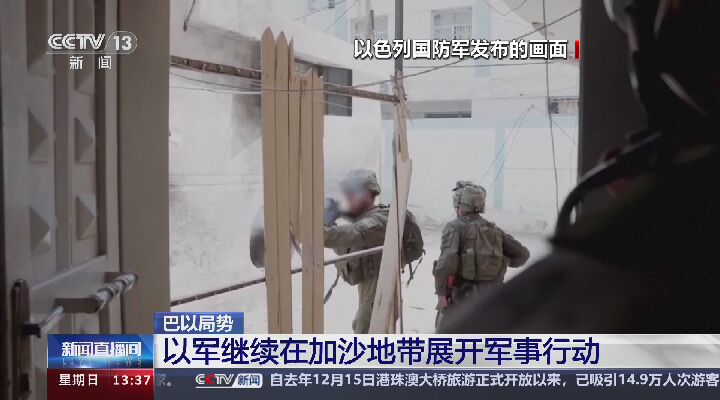 CCTV 13
新闻
以色列国防军发布的画面
巴以局势
新闻直播间
以军继续在加沙地带展开军事行动
星期日 13:37 家。 CCTV 新闻 自去年12月15日港珠澳大桥旅游正式开放以来，已吸引14.9万人次游客